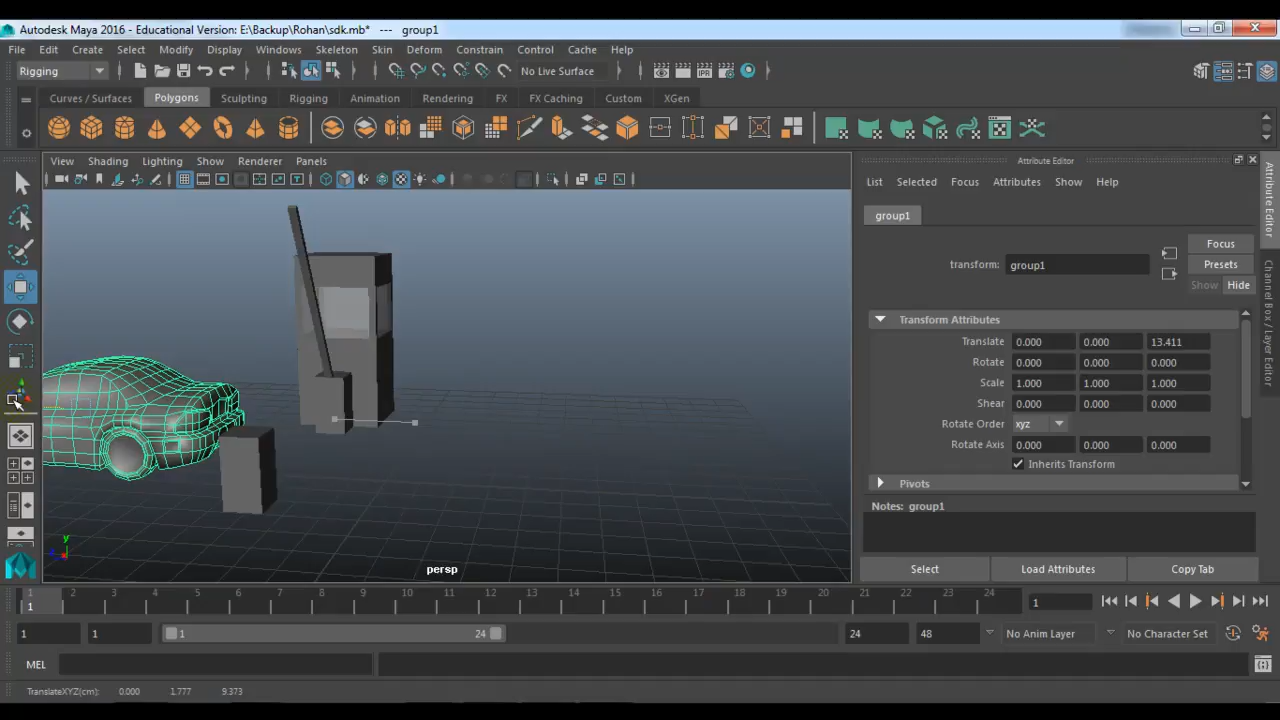 Autodesk Maya 2016 - Educational Version: E:\Backup\Rohan\sdk.mb* --- group1
File Edit Create Select Modify Display Windows Skeleton Skin Deform Constrain Control Cache Help
Rigging No Live Surface
Curves / Surfaces Polygons Sculpting Rigging Animation Rendering FX FX Caching Custom XGen
View Shading Lighting Show Renderer Panels
Attribute Editor
List Selected Focus Attributes Show Help
group1
Focus
transform: group1 Presets
Show Hide
Transform Attributes
Translate 0.000 0.000 13.411
Rotate 0.000 0.000 0.000
Scale 1.000 1.000 1.000
Shear 0.000 0.000 0.000
Rotate Order xyz
Rotate Axis 0.000 0.000 0.000
Inherits Transform
Pivots
Notes: group1
Select Load Attributes Copy Tab
Attribute Editor
Channel Box / Layer Editor
y
persp
1 2 3 4 5 6 7 8 9 10 11 12 13 14 15 16 17 18 19 20 21 22 23 24
1 1
1 1 1 24 24 48 No Anim Layer No Character Set
MEL
TranslateXYZ(cm): 0.000 1.777 9.373